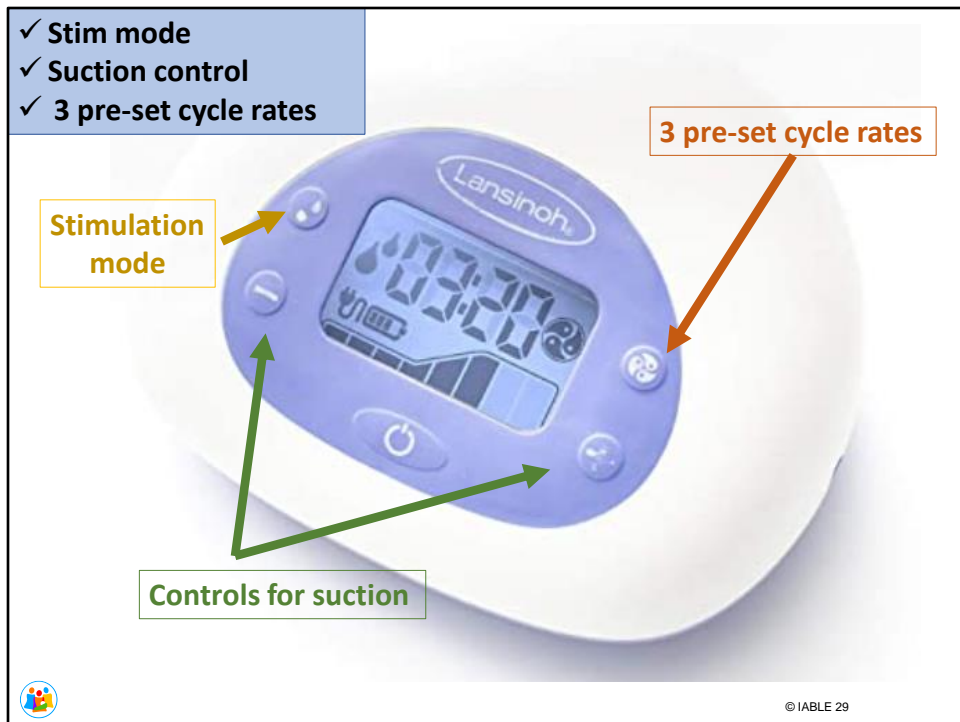 ✓ Stim mode
✓ Suction control
✓ 3 pre-set cycle rates
3 pre-set cycle rates
Lansinoh®
Stimulation
mode
03:20
Controls for suction
© IABLE 29